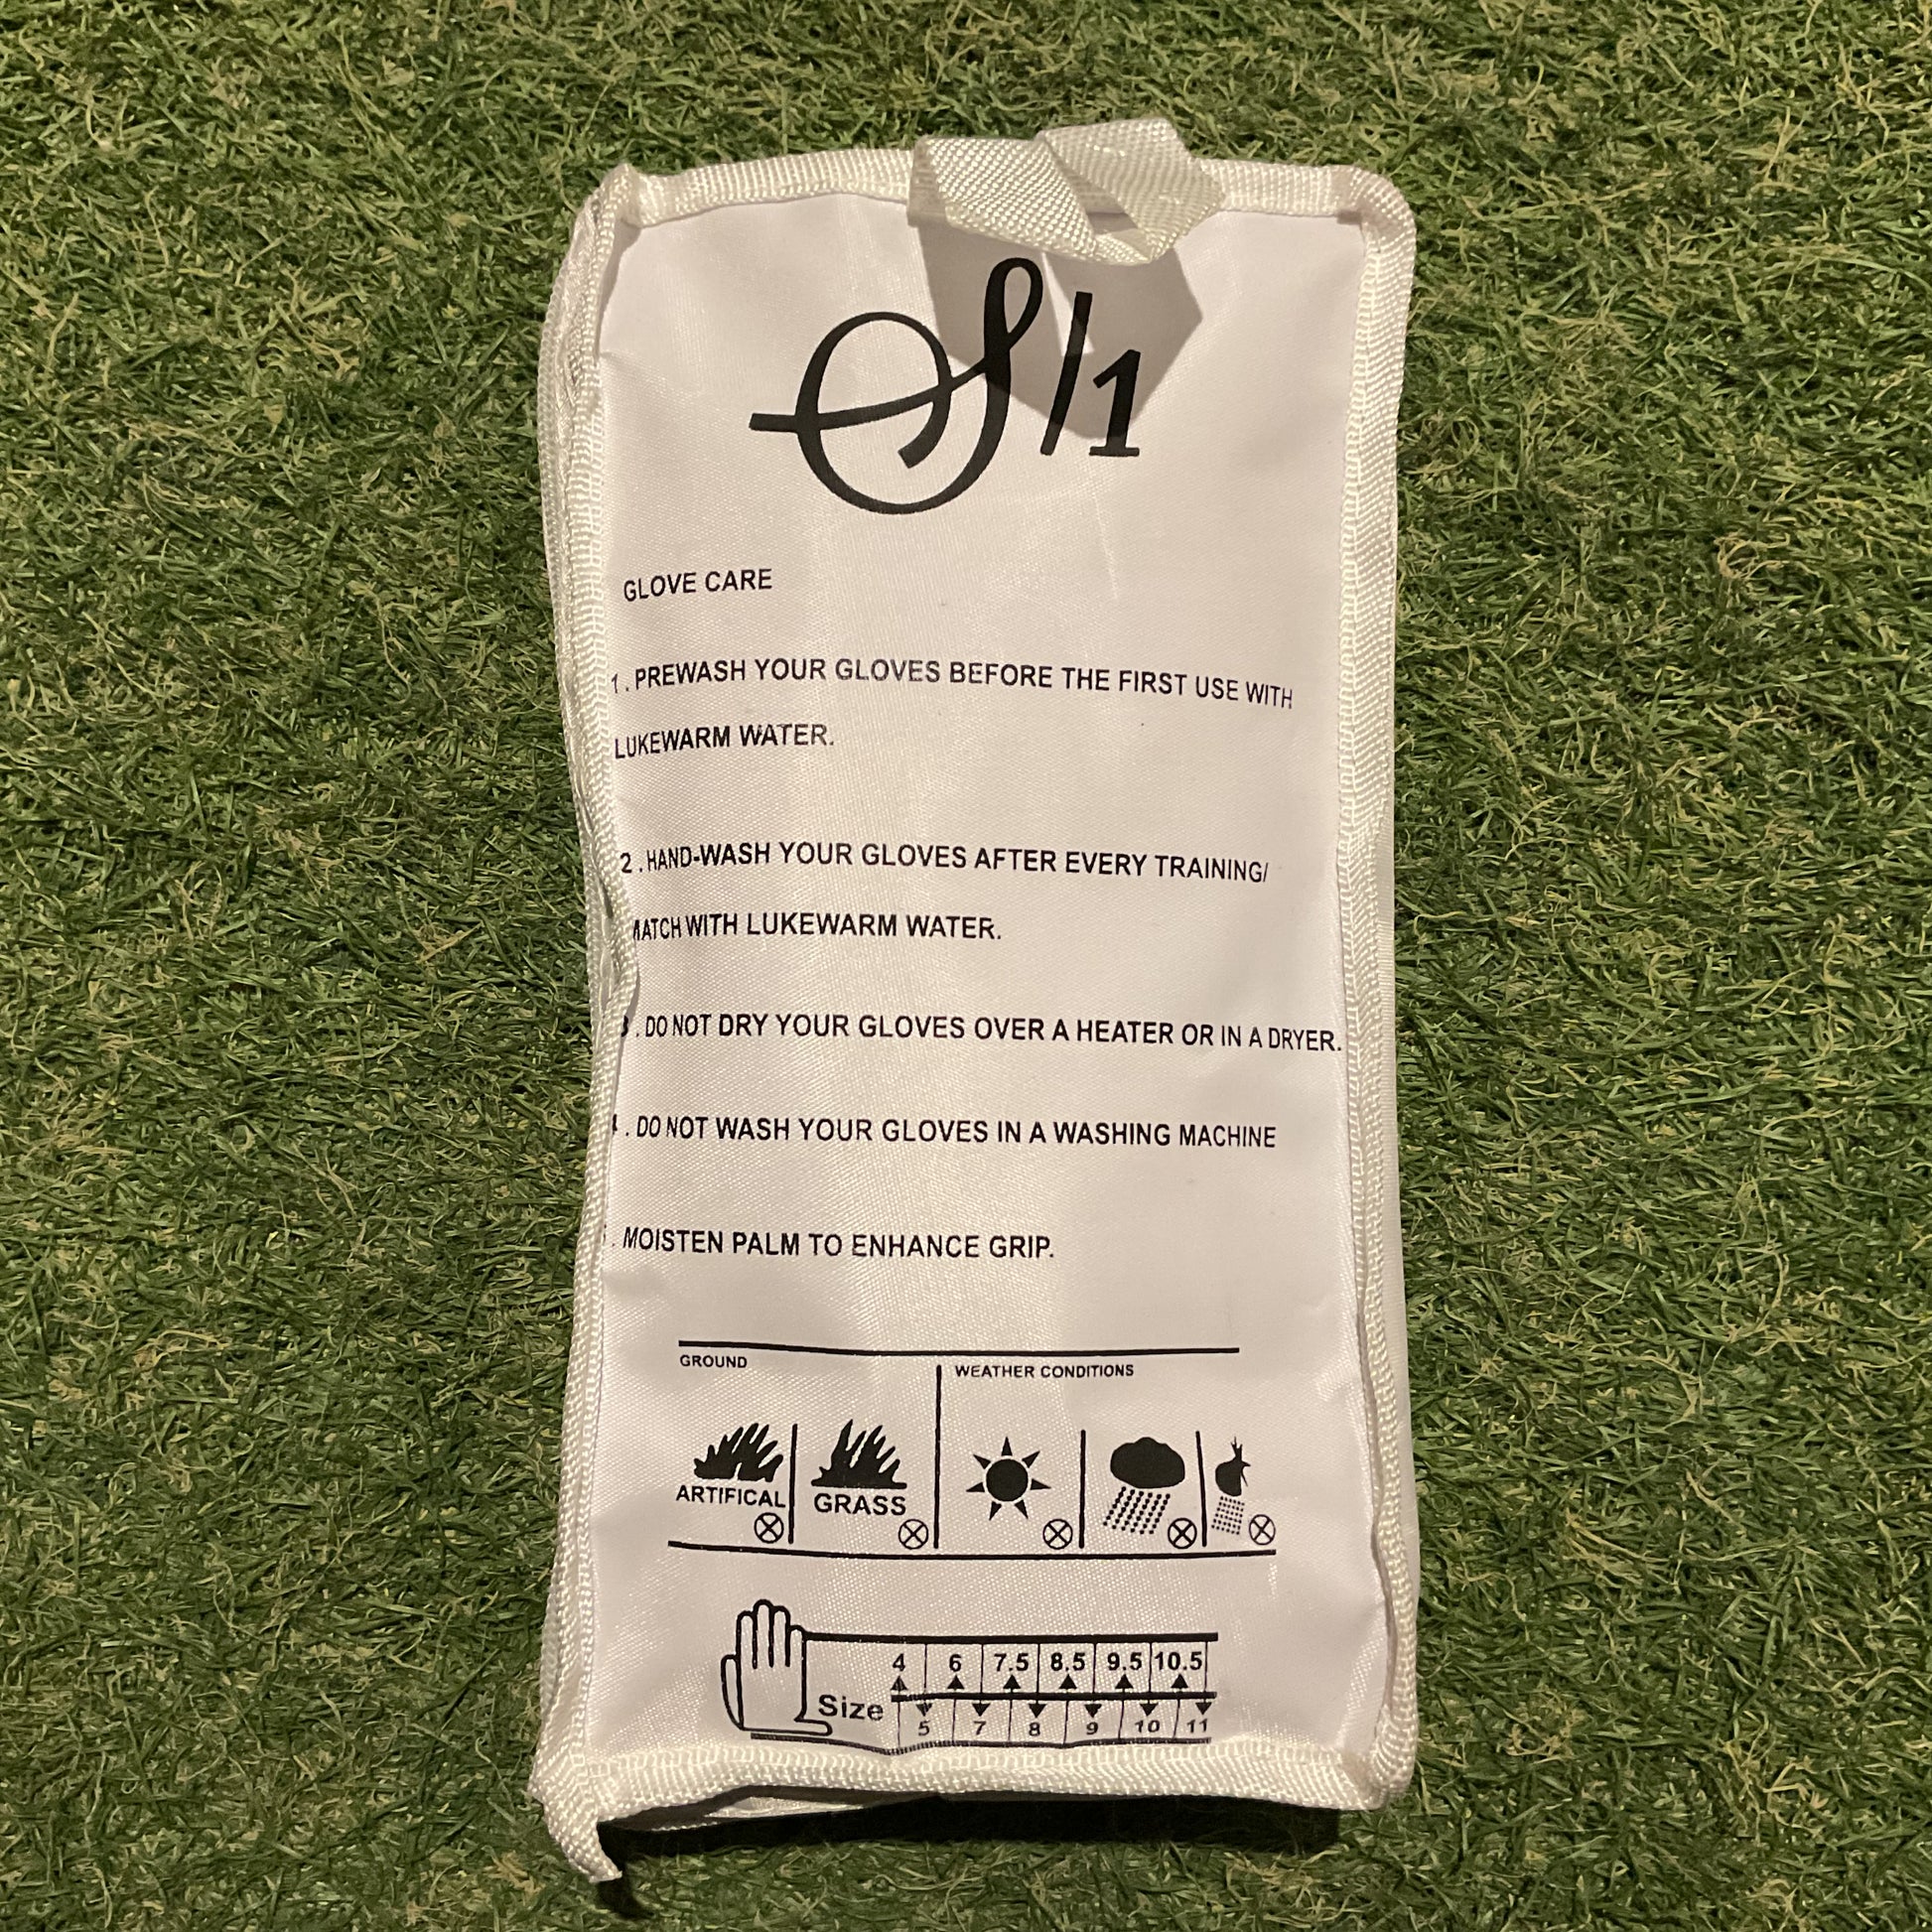 S/1
GLOVE CARE
1 . PREWASH YOUR GLOVES BEFORE THE FIRST USE WITH
LUKEWARM WATER.
2 . HAND-WASH YOUR GLOVES AFTER EVERY TRAINING/
MATCH WITH LUKEWARM WATER.
3 . DO NOT DRY YOUR GLOVES OVER A HEATER OR IN A DRYER.
4 . DO NOT WASH YOUR GLOVES IN A WASHING MACHINE
. MOISTEN PALM TO ENHANCE GRIP.
GROUND
WEATHER CONDITIONS
ARTIFICAL
GRASS
4 6 7.5 8.5 9.5 10.5
Size
5 7 8 9 10 11